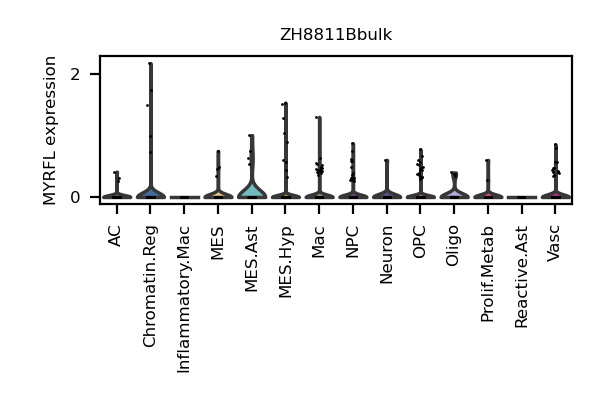 ZH8811Bbulk
MYRFL expression
2
0
AC
Chromatin.Reg
Inflammatory.Mac
MES
MES.Ast
MES.Hyp
Mac
NPC
Neuron
OPC
Oligo
Prolif.Metab
Reactive.Ast
Vasc